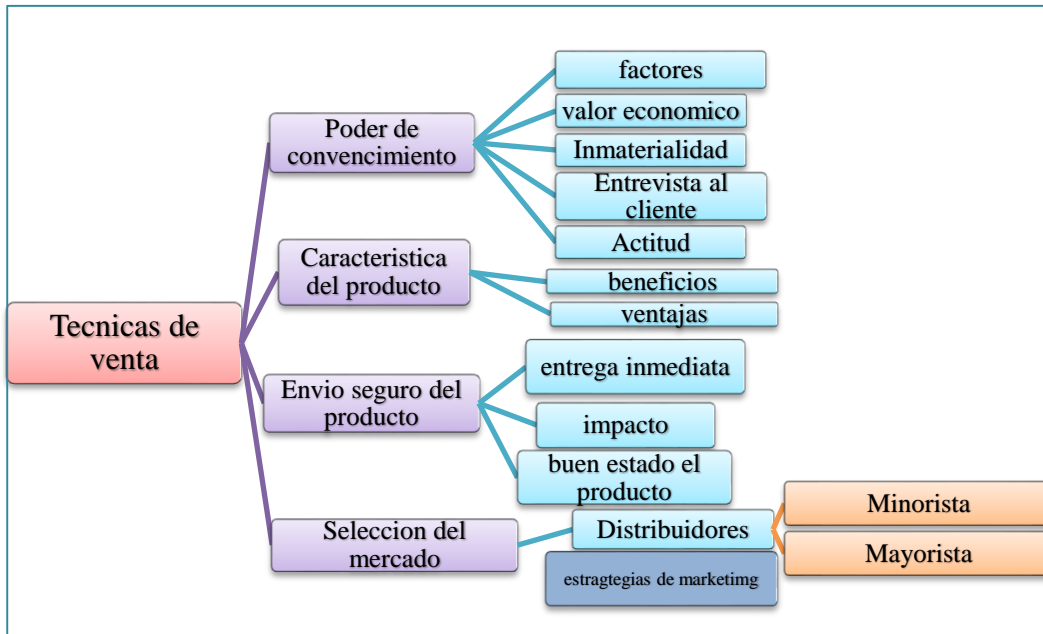 Tecnicas de
venta
Poder de
convencimiento
factores
valor economico
Inmaterialidad
Entrevista al
cliente
Actitud
Caracteristica
del producto
beneficios
ventajas
Envio seguro del
producto
entrega inmediata
impacto
buen estado el
producto
Seleccion del
mercado
Distribuidores
Minorista
Mayorista
estragtegias de marketimg